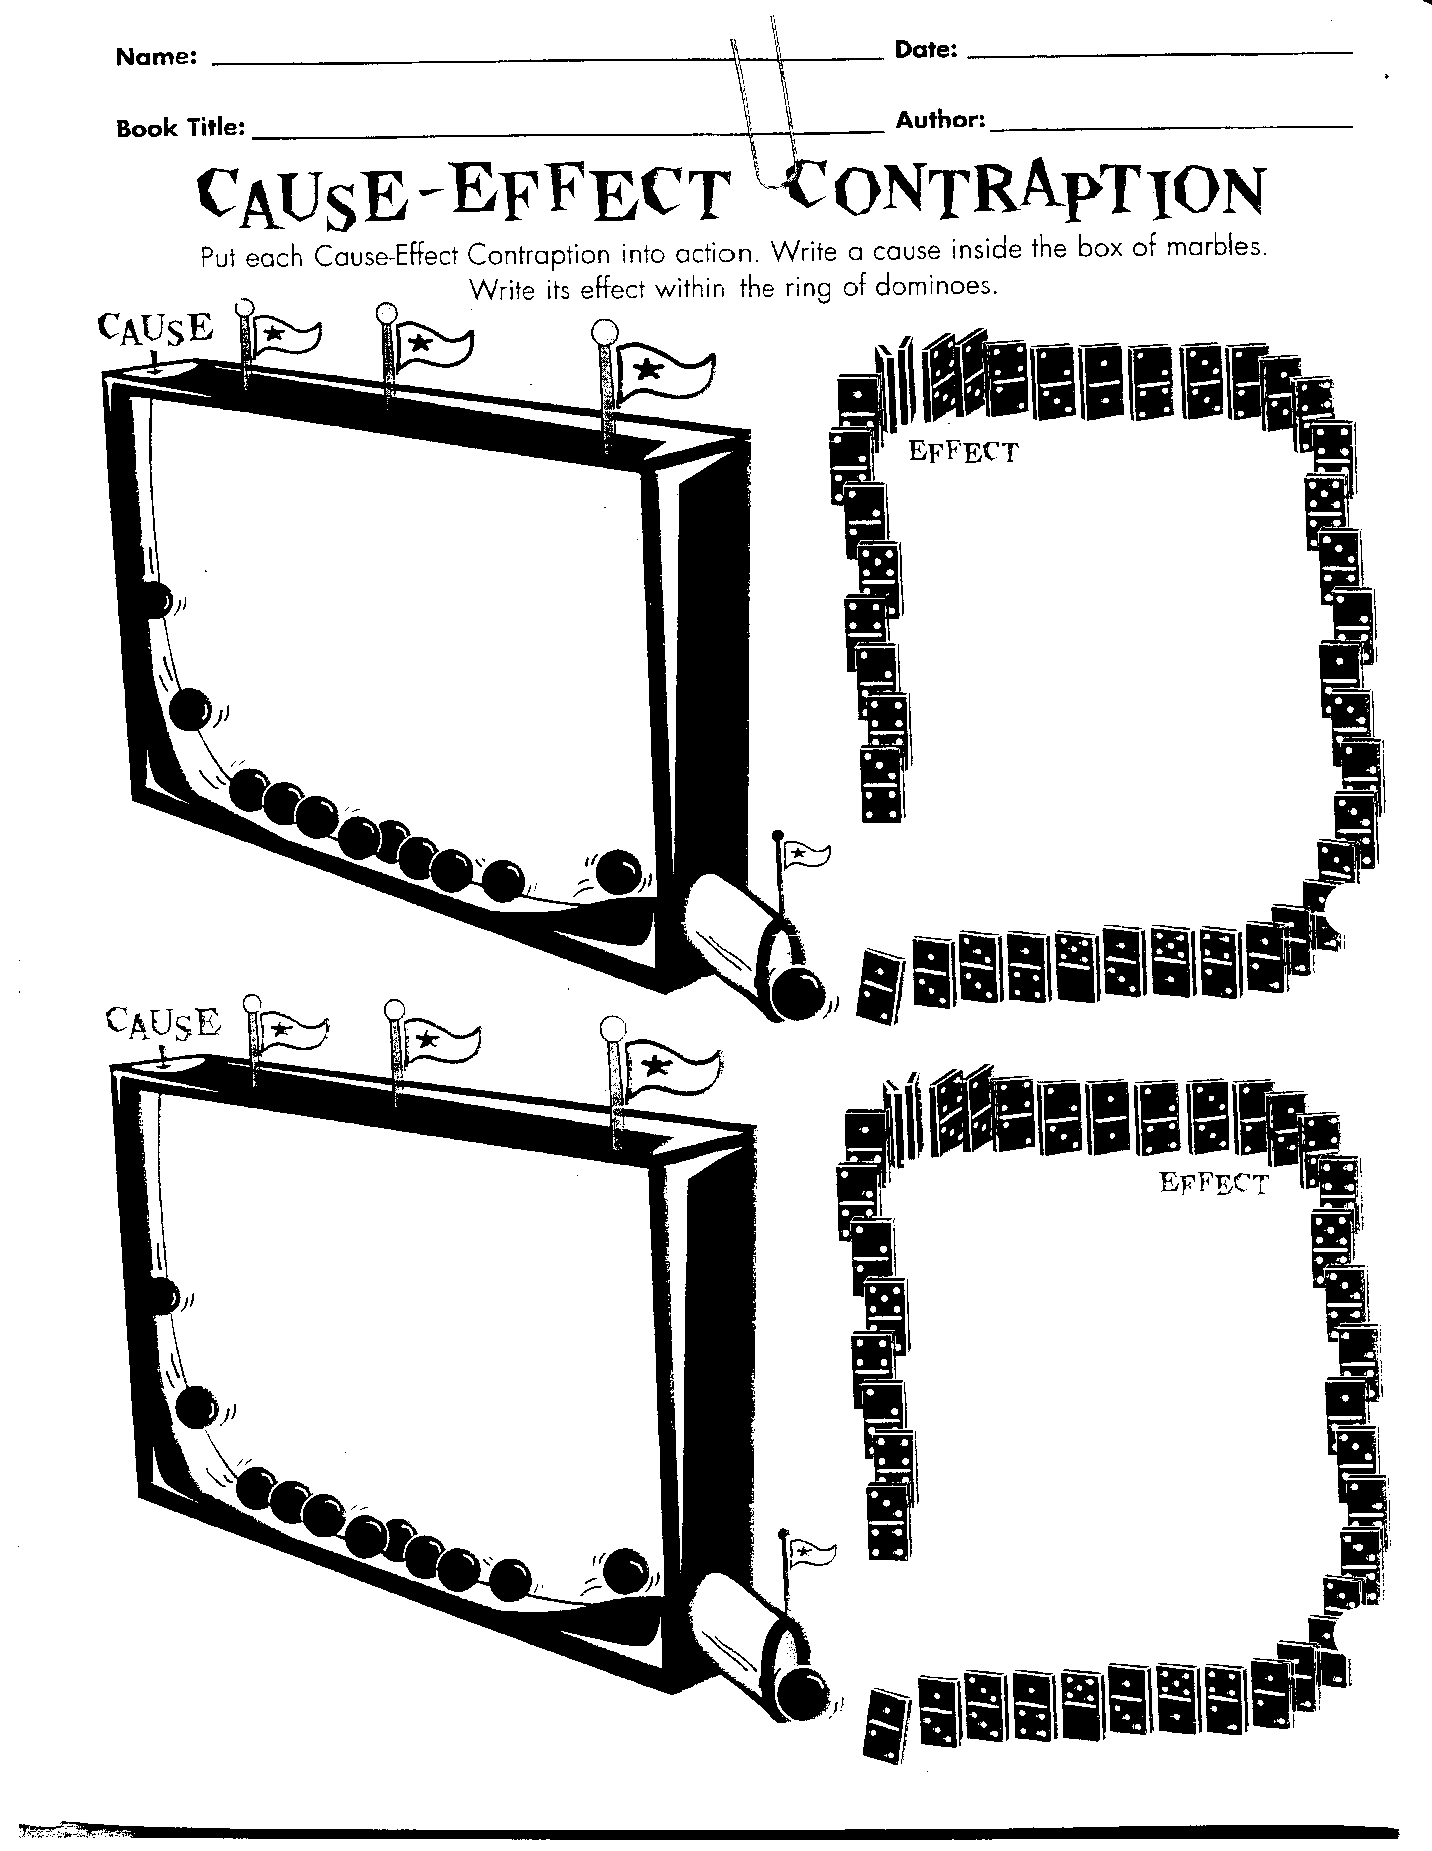 Name: Date:
Book Title: Author:
CAUSE-EFFECT CONTRAPTION
Put each Cause-Effect Contraption into action. Write a cause inside the box of marbles.
Write its effect within the ring of dominoes.
CAUSE
EFFECT
CAUSE
EFFECT